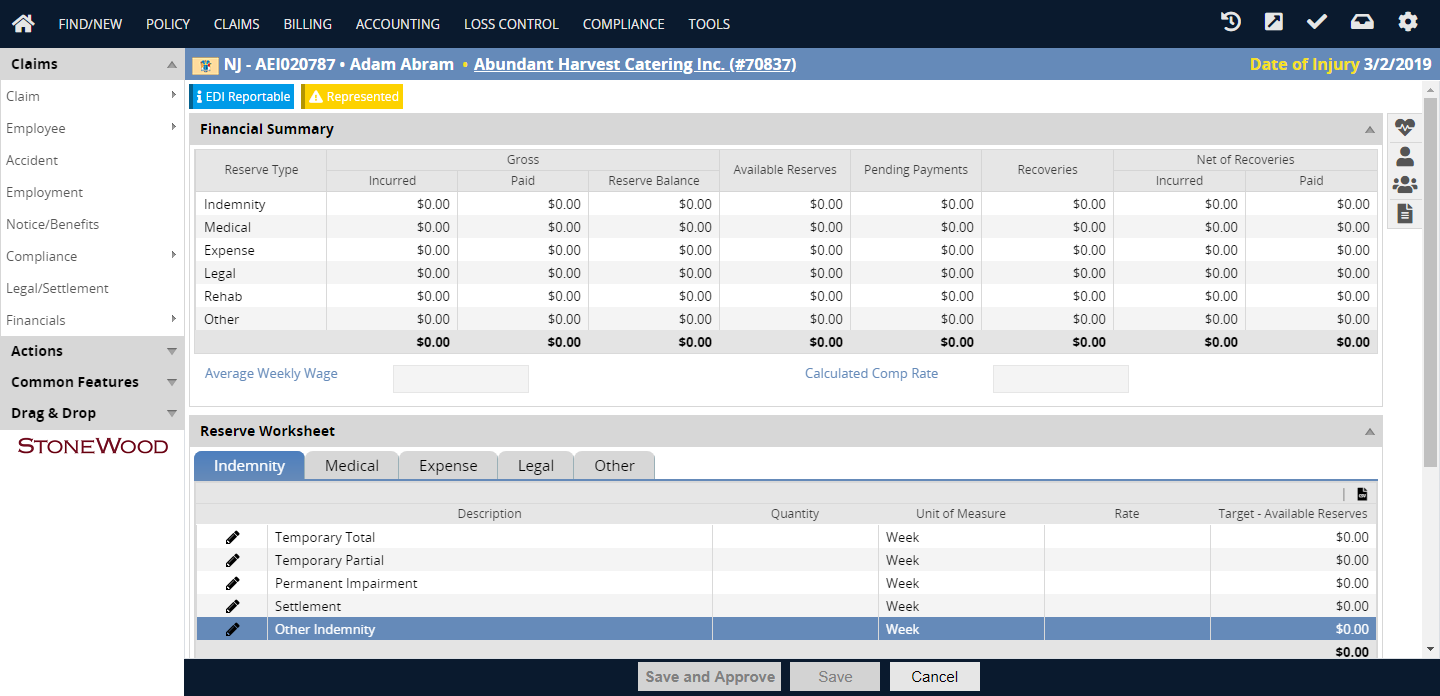 FIND/NEW POLICY CLAIMS BILLING ACCOUNTING LOSS CONTROL COMPLIANCE TOOLS
Claims
Claim
Employee
Accident
Employment
Notice/Benefits
Compliance
Legal/Settlement
Financials
Actions
Common Features
Drag & Drop
STONEWOOD
NJ - AEI020787 • Adam Abram • Abundant Harvest Catering Inc. (#70837) Date of Injury 3/2/2019
EDI Reportable Represented
Financial Summary
Reserve Type Gross Available Reserves Pending Payments Recoveries Net of Recoveries
Incurred Paid Reserve Balance Incurred Paid
Indemnity $0.00 $0.00 $0.00 $0.00 $0.00 $0.00 $0.00 $0.00
Medical $0.00 $0.00 $0.00 $0.00 $0.00 $0.00 $0.00 $0.00
Expense $0.00 $0.00 $0.00 $0.00 $0.00 $0.00 $0.00 $0.00
Legal $0.00 $0.00 $0.00 $0.00 $0.00 $0.00 $0.00 $0.00
Rehab $0.00 $0.00 $0.00 $0.00 $0.00 $0.00 $0.00 $0.00
Other $0.00 $0.00 $0.00 $0.00 $0.00 $0.00 $0.00 $0.00
$0.00 $0.00 $0.00 $0.00 $0.00 $0.00 $0.00 $0.00
Average Weekly Wage Calculated Comp Rate
Reserve Worksheet
Indemnity Medical Expense Legal Other
Description Quantity Unit of Measure Rate Target - Available Reserves
Temporary Total Week $0.00
Temporary Partial Week $0.00
Permanent Impairment Week $0.00
Settlement Week $0.00
Other Indemnity Week $0.00
$0.00
Save and Approve Save Cancel